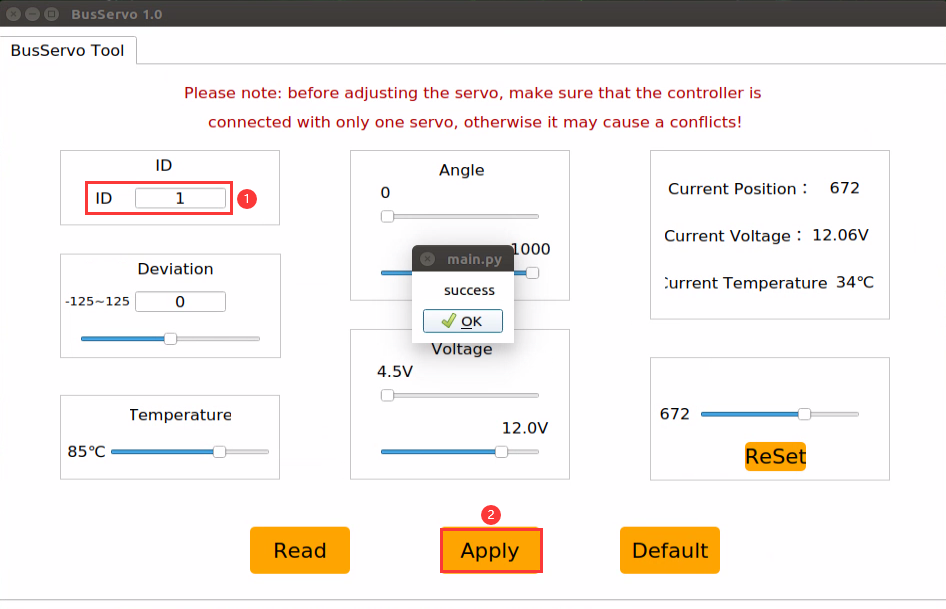 BusServo 1.0
BusServo Tool
Please note: before adjusting the servo, make sure that the controller is
connected with only one servo, otherwise it may cause a conflicts!
ID
ID 1
1
Deviation
-125~125 0
Temperature
85℃
Angle
0
1000
main.py
success
OK
Voltage
4.5V
12.0V
Current Position： 672
Current Voltage： 12.06V
Current Temperature 34℃
672
ReSet
2
Read
Apply
Default